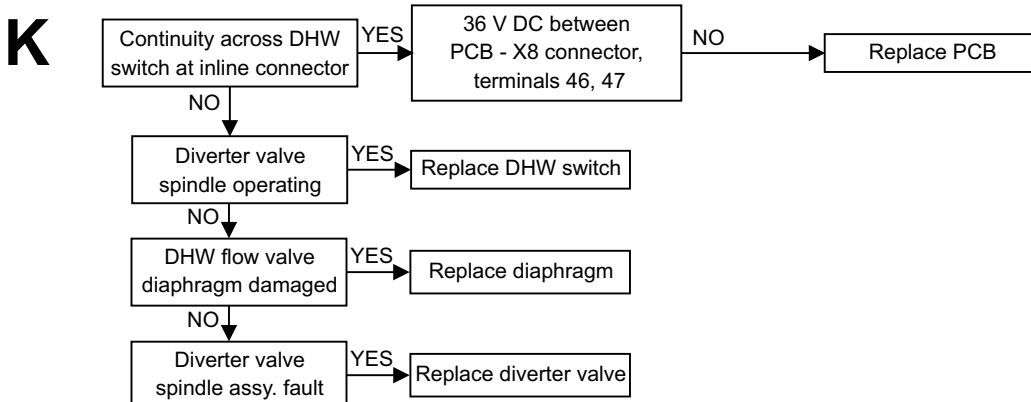 K
Continuity across DHW
switch at inline connector
YES
36 V DC between
PCB - X8 connector,
terminals 46, 47
NO
Replace PCB
NO
Diverter valve
spindle operating
YES
Replace DHW switch
NO
DHW flow valve
diaphragm damaged
YES
Replace diaphragm
NO
Diverter valve
spindle assy. fault
YES
Replace diverter valve